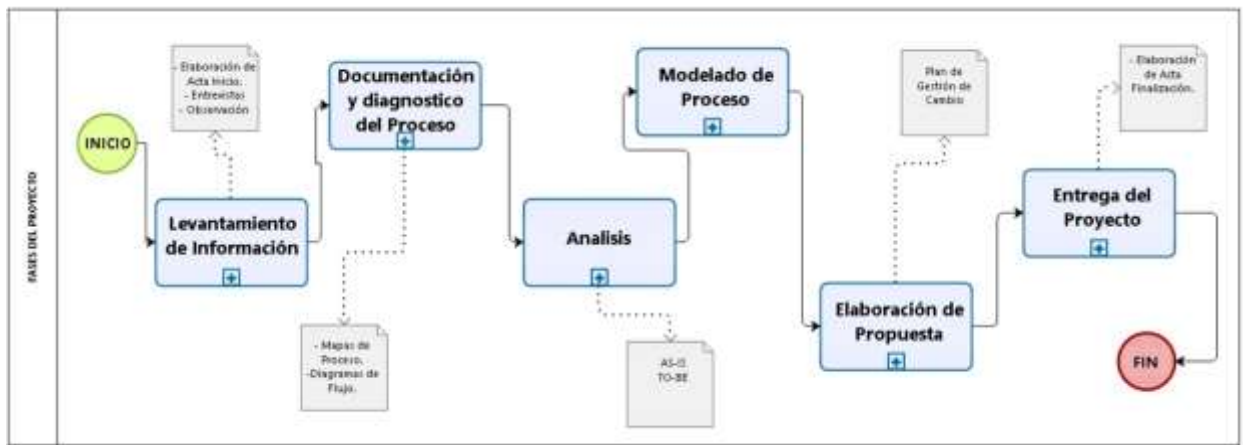 FASES DEL PROYECTO
INICIO
- Elaboración de
Acta Inicio.
- Entrevistas
- Observación
Levantamiento
de Información
Documentación
y diagnostico
del Proceso
- Mapas de
Proceso.
-Diagramas de
Flujo.
Analisis
AS-IS
TO-BE
Modelado de
Proceso
Elaboración de
Propuesta
Plan de
Gestión de
Cambio
Entrega del
Proyecto
- Elaboración
de Acta
Finalización.
FIN